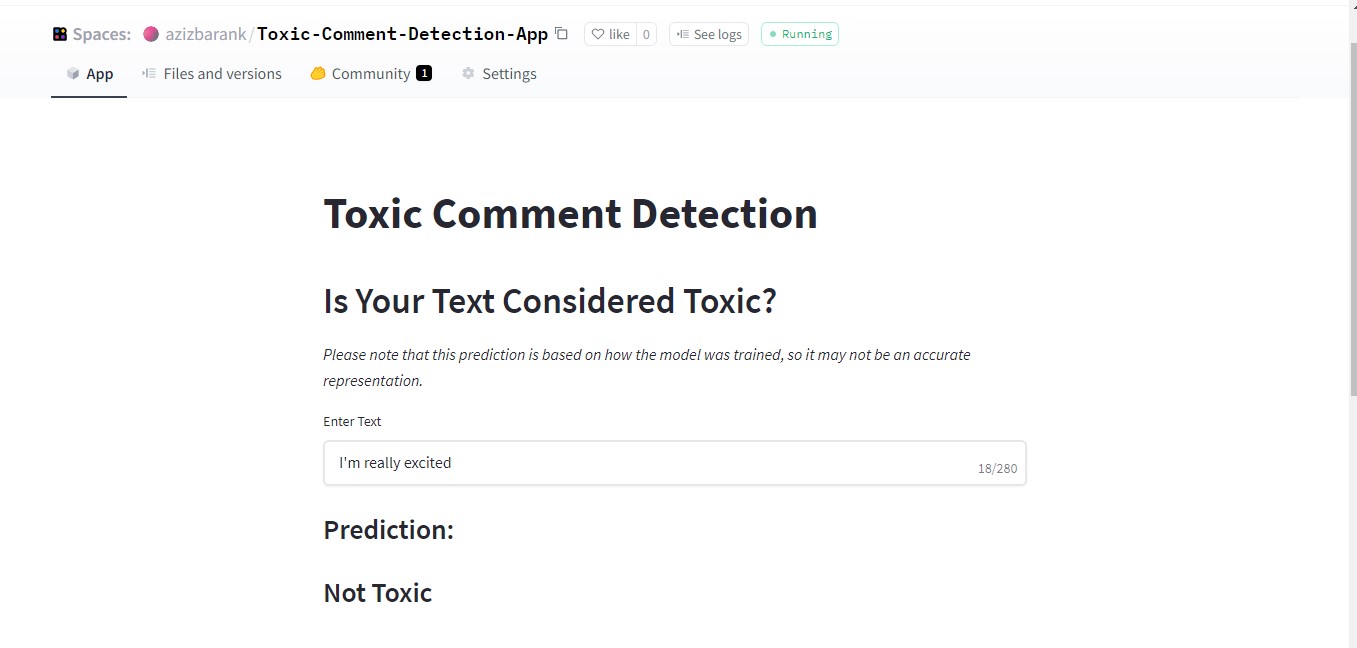 Spaces: azizbarank/Toxic-Comment-Detection-App like 0 See logs Running
App Files and versions Community 1 Settings
Toxic Comment Detection
Is Your Text Considered Toxic?
Please note that this prediction is based on how the model was trained, so it may not be an accurate
representation.
Enter Text
I'm really excited
18/280
Prediction:
Not Toxic